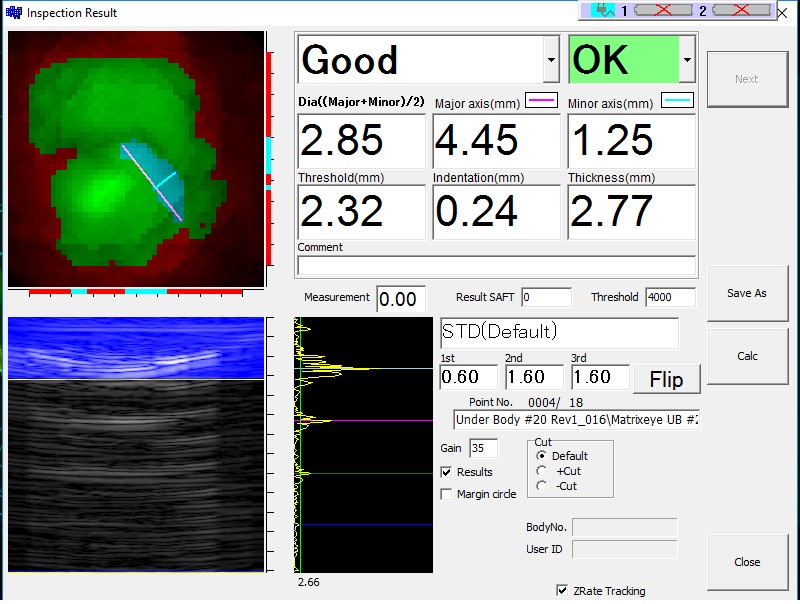 Inspection Result
1 2
Good OK
Next
Dia((Major+Minor)/2) Major axis(mm) Minor axis(mm)
2.85 4.45 1.25
Threshold(mm) Indentation(mm) Thickness(mm)
2.32 0.24 2.77
Comment
Measurement 0.00 Result SAFT 0 Threshold 4000
Save As
STD(Default)
Calc
1st 2nd 3rd
0.60 1.60 1.60 Flip
Point No. 0004/ 18
Under Body #20 Rev1_016\Matrixeye UB #2
Gain 35
Cut
Default
Results
+Cut
-Cut
Margin circle
BodyNo.
User ID
Close
2.66
ZRate Tracking